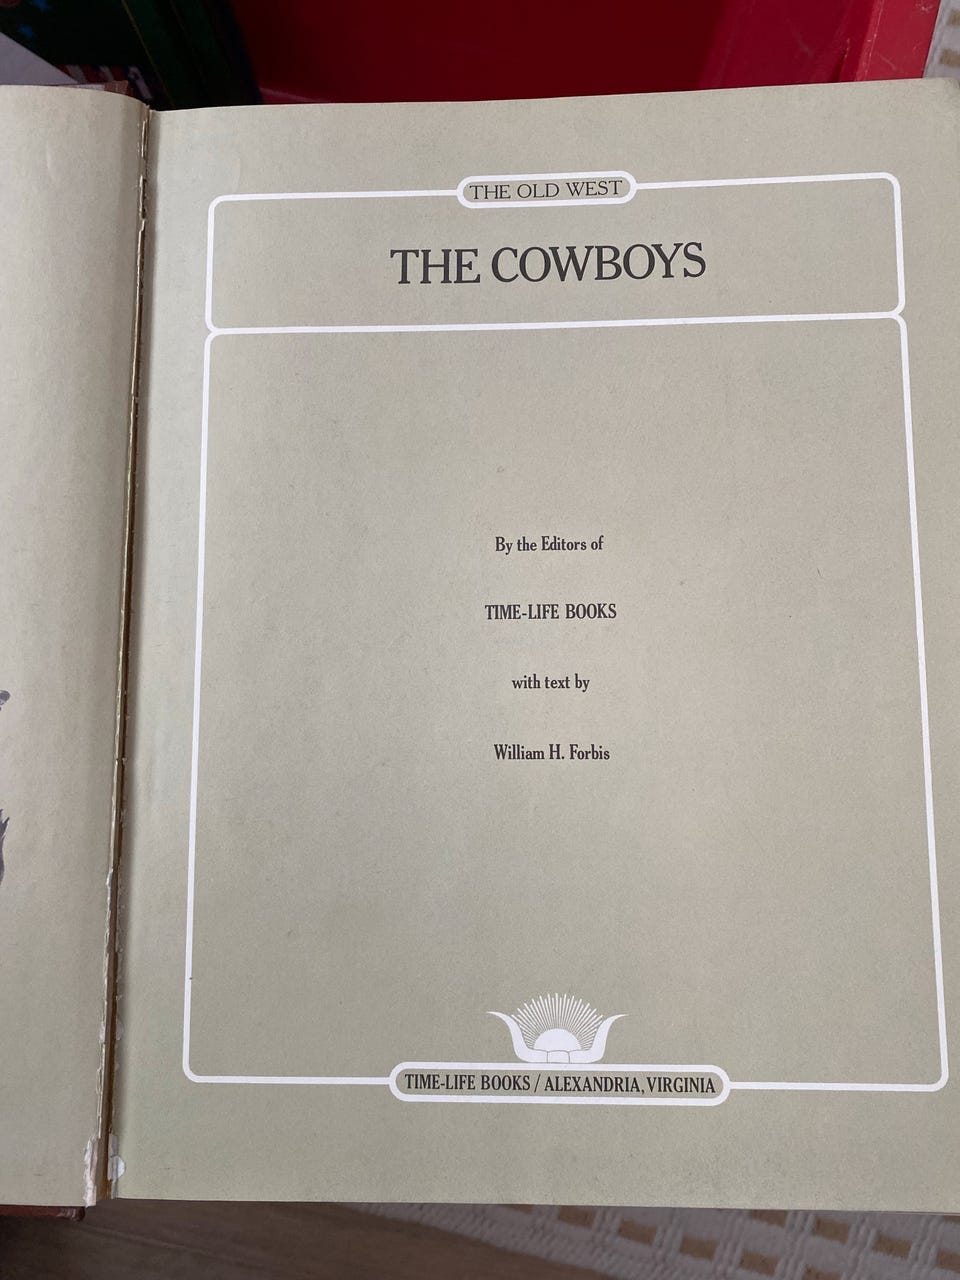 THE OLD WEST
THE COWBOYS
By the Editors of
TIME-LIFE BOOKS
with text by
William H. Forbis
TIME-LIFE BOOKS / ALEXANDRIA, VIRGINIA